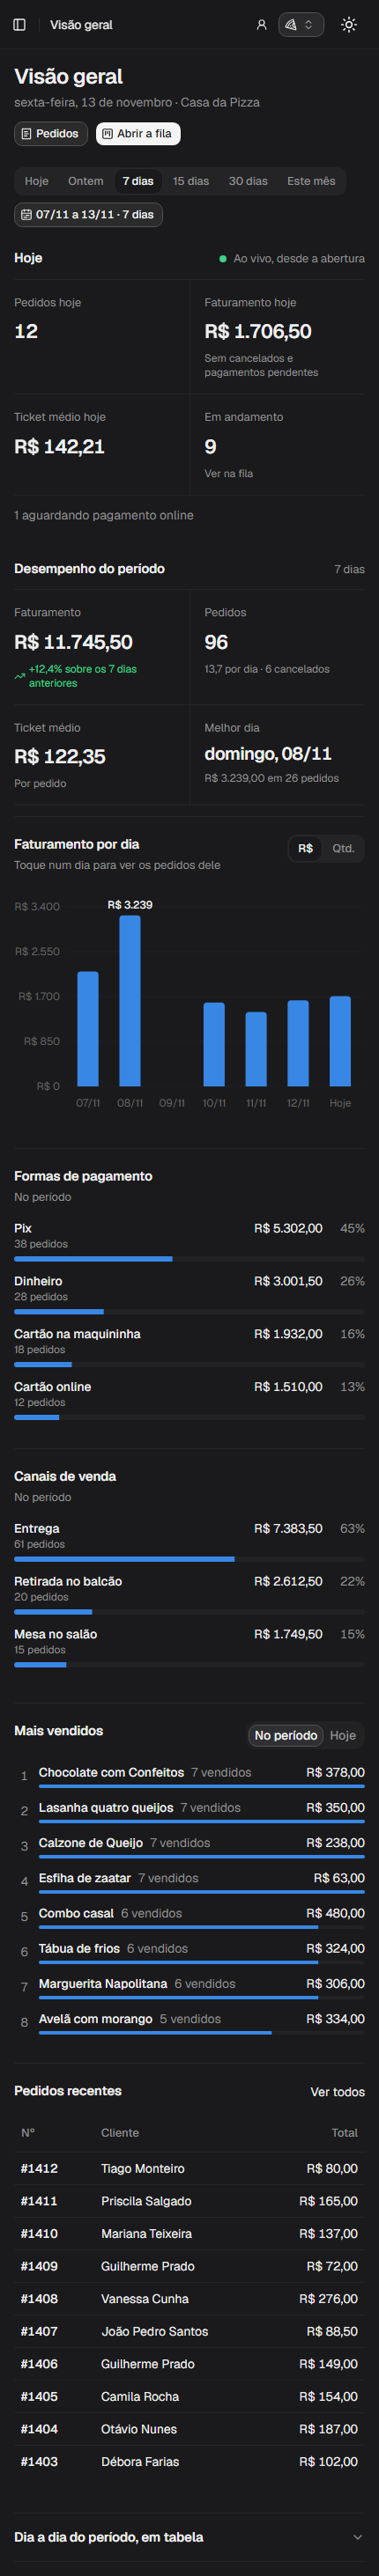 Visão geral
Visão geral
sexta-feira, 13 de novembro · Casa da Pizza
Pedidos
Abrir a fila
Hoje Ontem 7 dias 15 dias 30 dias Este mês
07/11 a 13/11 · 7 dias
Hoje
Ao vivo, desde a abertura
Pedidos hoje
12
Faturamento hoje
R$ 1.706,50
Sem cancelados e
pagamentos pendentes
Ticket médio hoje
R$ 142,21
Em andamento
9
Ver na fila
1 aguardando pagamento online
Desempenho do período
7 dias
Faturamento
R$ 11.745,50
+12,4% sobre os 7 dias
anteriores
Pedidos
96
13,7 por dia · 6 cancelados
Ticket médio
R$ 122,35
Por pedido
Melhor dia
domingo, 08/11
R$ 3.239,00 em 26 pedidos
Faturamento por dia
Toque num dia para ver os pedidos dele
R$ Qtd.
R$ 3.400
R$ 3.239
R$ 2.550
R$ 1.700
R$ 850
R$ 0
07/11 08/11 09/11 10/11 11/11 12/11 Hoje
Formas de pagamento
No período
Pix R$ 5.302,00 45%
38 pedidos
Dinheiro R$ 3.001,50 26%
28 pedidos
Cartão na maquininha R$ 1.932,00 16%
18 pedidos
Cartão online R$ 1.510,00 13%
12 pedidos
Canais de venda
No período
Entrega R$ 7.383,50 63%
61 pedidos
Retirada no balcão R$ 2.612,50 22%
20 pedidos
Mesa no salão R$ 1.749,50 15%
15 pedidos
Mais vendidos
No período Hoje
1 Chocolate com Confeitos 7 vendidos R$ 378,00
2 Lasanha quatro queijos 7 vendidos R$ 350,00
3 Calzone de Queijo 7 vendidos R$ 238,00
4 Esfiha de zaatar 7 vendidos R$ 63,00
5 Combo casal 6 vendidos R$ 480,00
6 Tábua de frios 6 vendidos R$ 324,00
7 Marguerita Napolitana 6 vendidos R$ 306,00
8 Avelã com morango 5 vendidos R$ 334,00
Pedidos recentes
Ver todos
Nº Cliente Total
#1412 Tiago Monteiro R$ 80,00
#1411 Priscila Salgado R$ 165,00
#1410 Mariana Teixeira R$ 137,00
#1409 Guilherme Prado R$ 72,00
#1408 Vanessa Cunha R$ 276,00
#1407 João Pedro Santos R$ 88,50
#1406 Guilherme Prado R$ 149,00
#1405 Camila Rocha R$ 154,00
#1404 Otávio Nunes R$ 187,00
#1403 Débora Farias R$ 102,00
Dia a dia do período, em tabela